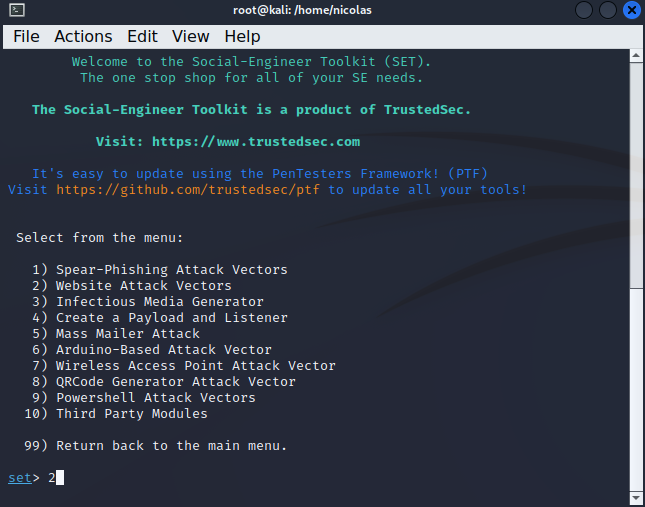 root@kali: /home/nicolas
File Actions Edit View Help
Welcome to the Social-Engineer Toolkit (SET).
The one stop shop for all of your SE needs.
The Social-Engineer Toolkit is a product of TrustedSec.
Visit: https://www.trustedsec.com
It's easy to update using the PenTesters Framework! (PTF)
Visit https://github.com/trustedsec/ptf to update all your tools!
Select from the menu:
1) Spear-Phishing Attack Vectors
2) Website Attack Vectors
3) Infectious Media Generator
4) Create a Payload and Listener
5) Mass Mailer Attack
6) Arduino-Based Attack Vector
7) Wireless Access Point Attack Vector
8) QRCode Generator Attack Vector
9) Powershell Attack Vectors
10) Third Party Modules
99) Return back to the main menu.
set> 2